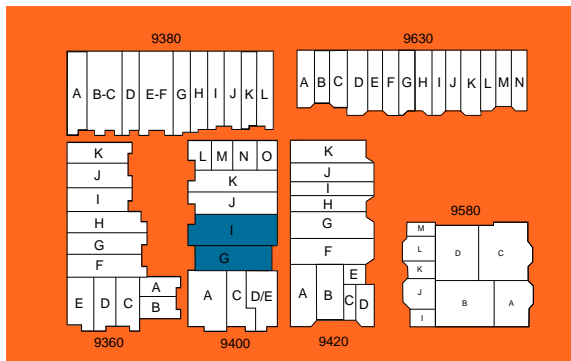 9380
9630
A B-C D E-F G H I J K L
A B C D E F G H I J K L M N
K
J
I
H
G
F
E D C A
B
9360
L M N O
K
J
I
G
A C D/E
9400
K
J
I
H
G
F
A B E
C D
9420
9580
M
L
K
J
I
D C
B A